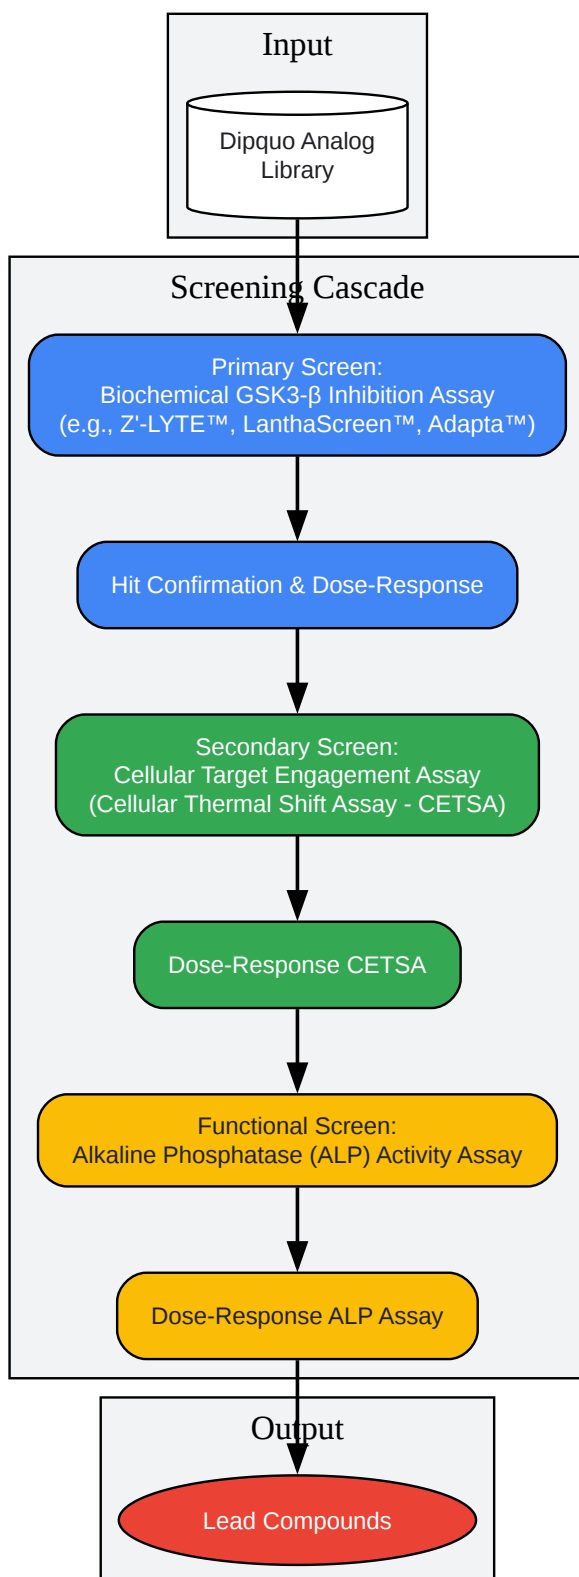 Input
Dipquo Analog
Library
Screening Cascade
Primary Screen:
Biochemical GSK3-β Inhibition Assay
(e.g., Z'-LYTE™, LanthaScreen™, Adapta™)
Hit Confirmation & Dose-Response
Secondary Screen:
Cellular Target Engagement Assay
(Cellular Thermal Shift Assay - CETSA)
Dose-Response CETSA
Functional Screen:
Alkaline Phosphatase (ALP) Activity Assay
Dose-Response ALP Assay
Output
Lead Compounds